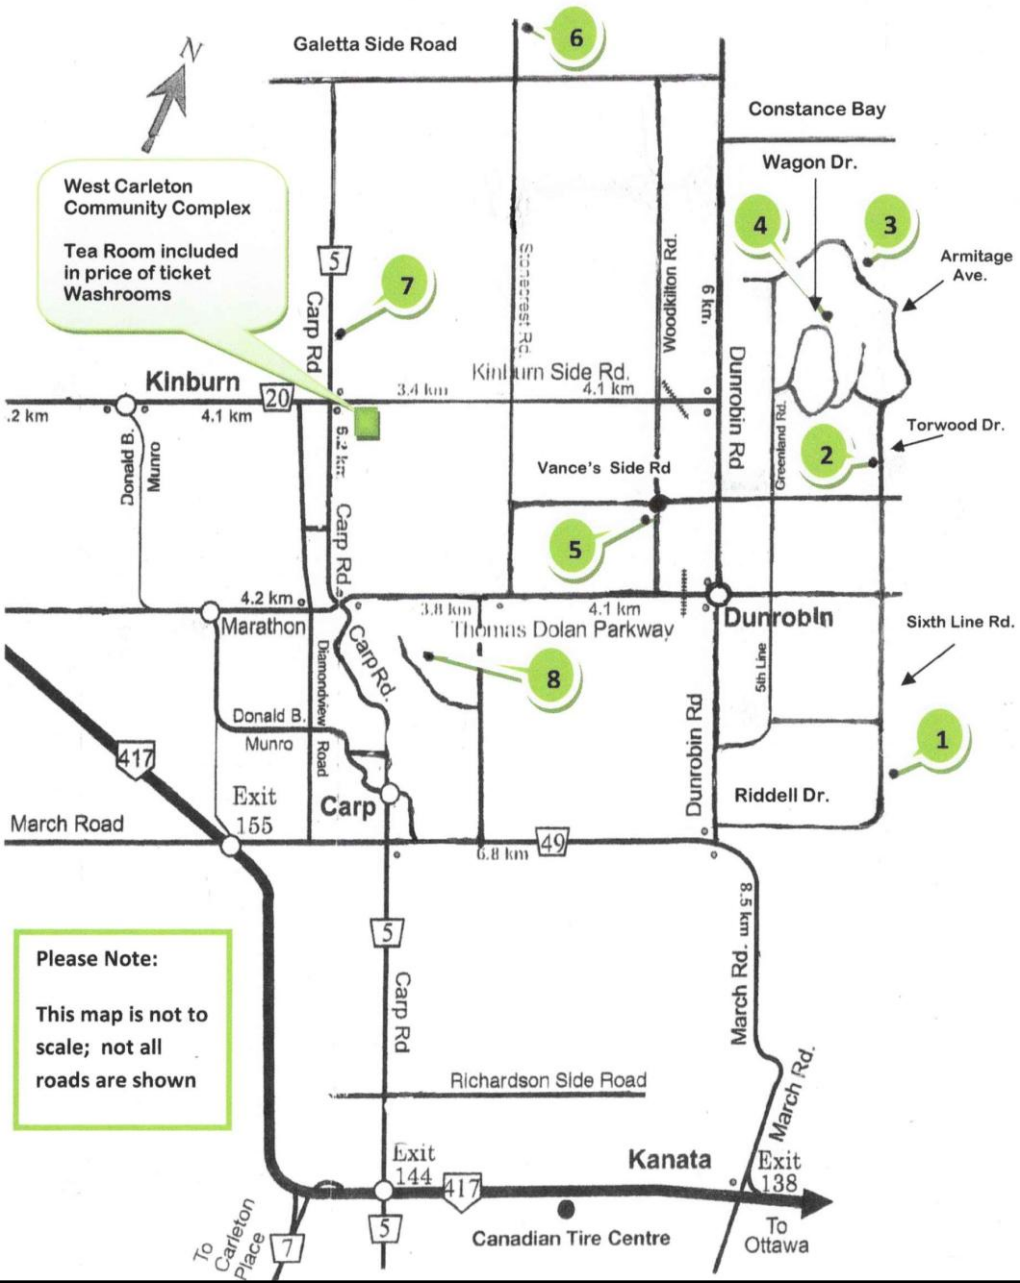 N
Galetta Side Road
6
Constance Bay
Wagon Dr.
West Carleton
Community Complex
Tea Room included
in price of ticket
Washrooms
4
3
Armitage
Ave.
5
7
Carp Rd
Stonecrest Rd.
Woodkilton Rd.
6 km,
Dunrobin Rd
Greenland Rd.
Kinburn
20
3.4 km
Kinburn Side Rd.
4.1 km
.2 km
4.1 km
Donald B.
Munro
5.2 km
Torwood Dr.
2
Vance's Side Rd
5
Carp Rd.
4.2 km
Marathon
3.8 km
4.1 km
Thomas Dolan Parkway
Dunrobin
Sixth Line Rd.
Diamondview
Road
Carp Rd.
8
5th Line
Donald B.
Munro
417
Dunrobin Rd
1
Exit
155
Carp
Riddell Dr.
March Road
6.8 km
49
Please Note:
This map is not to
scale; not all
roads are shown
5
Carp Rd
8.5 km
March Rd.
Richardson Side Road
March Rd.
Exit
144
Kanata
Exit
138
417
To
Carleton
Place
7
5
Canadian Tire Centre
To
Ottawa